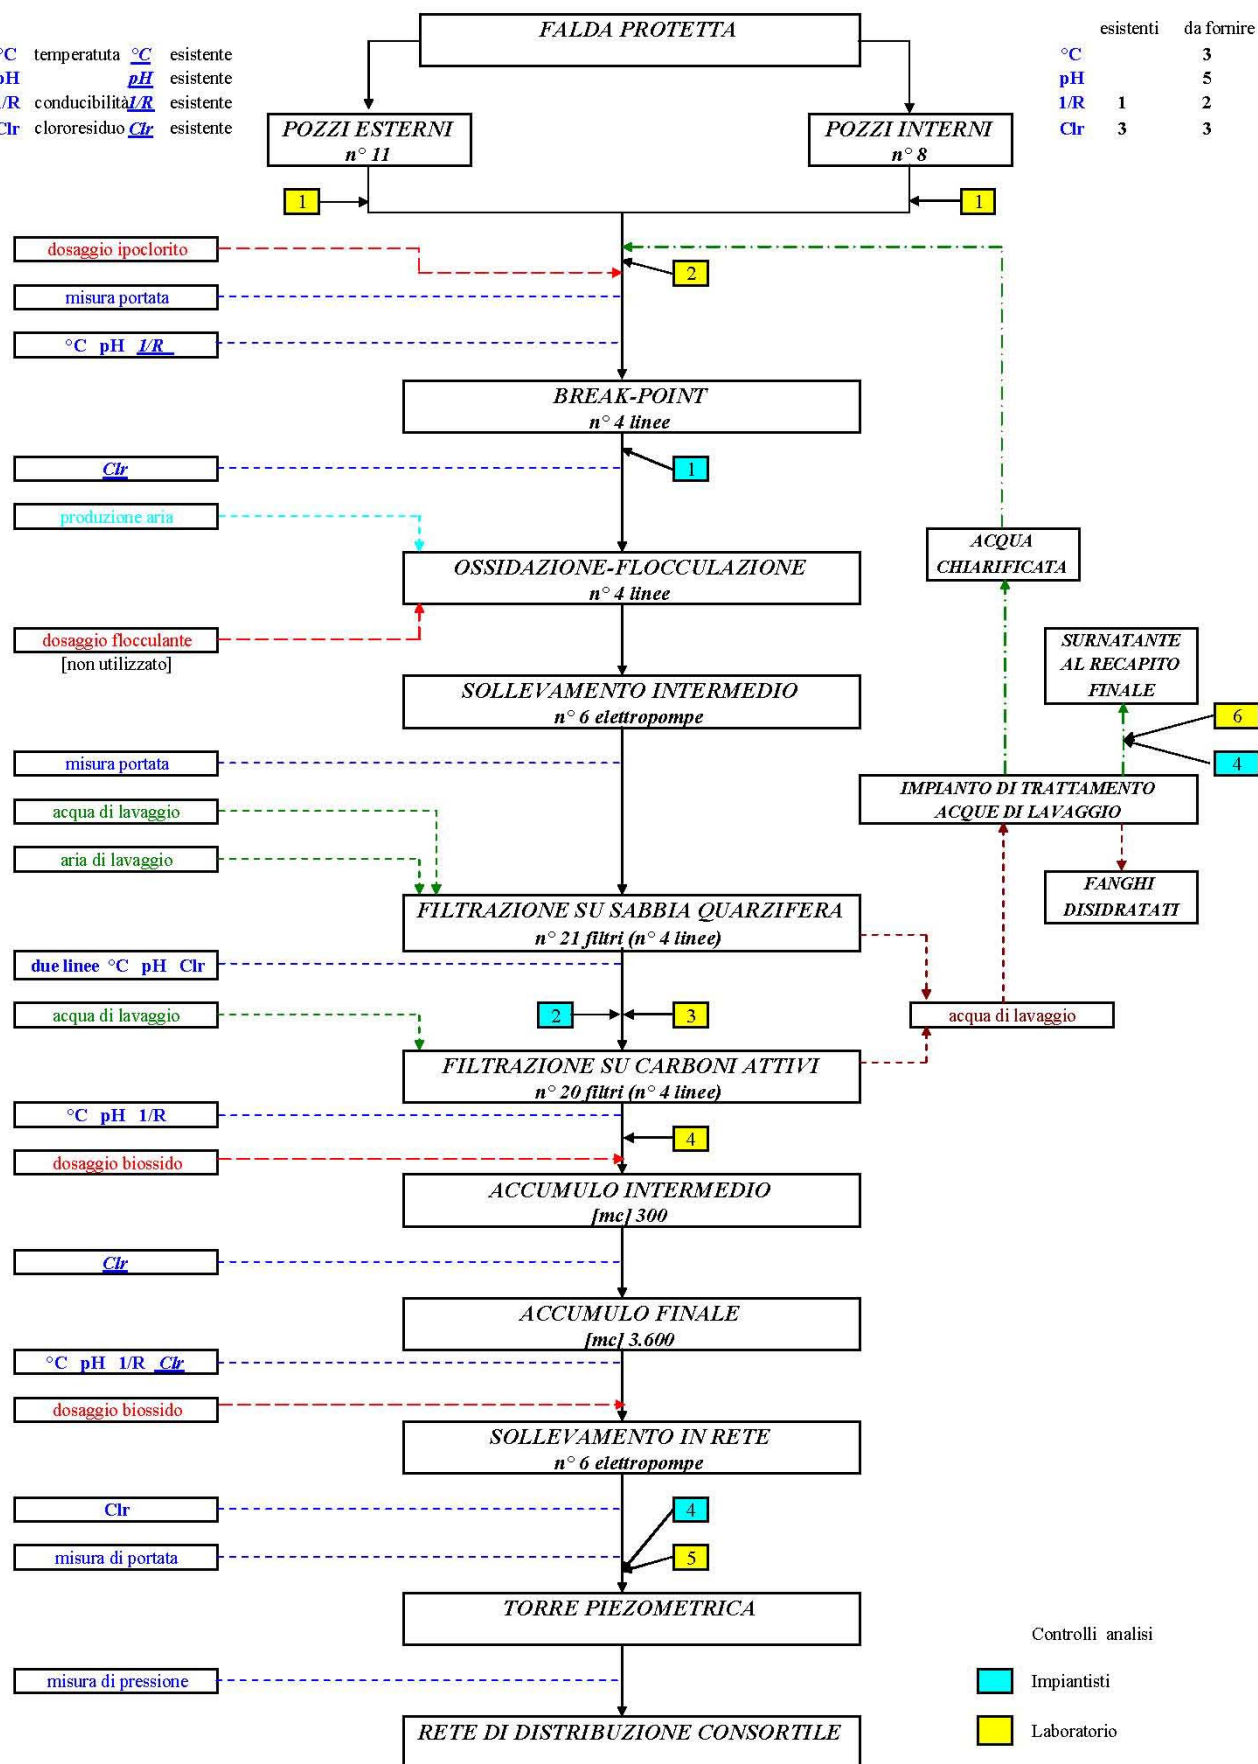 FALDA PROTETTA
°C temperatuta °C esistente
pH pH esistente
1/R conducibilità 1/R esistente
Clr clororesiduo Clr esistente
esistenti da fornire
°C 3
pH 5
1/R 1 2
Clr 3 3
POZZI ESTERNI
n° 11
POZZI INTERNI
n° 8
1
1
dosaggio ipoclorito
2
misura portata
°C pH 1/R
BREAK-POINT
n° 4 linee
Clr
1
produzione aria
OSSIDAZIONE-FLOCCULAZIONE
n° 4 linee
ACQUA
CHIARIFICATA
dosaggio flocculante
[non utilizzato]
SURNATANTE
AL RECAPITO
FINALE
SOLLEVAMENTO INTERMEDIO
n° 6 elettropompe
6
4
misura portata
IMPIANTO DI TRATTAMENTO
ACQUE DI LAVAGGIO
acqua di lavaggio
aria di lavaggio
FANGHI
DISIDRATATI
FILTRAZIONE SU SABBIA QUARZIFERA
n° 21 filtri (n° 4 linee)
due linee °C pH Clr
acqua di lavaggio
2
3
acqua di lavaggio
FILTRAZIONE SU CARBONI ATTIVI
n° 20 filtri (n° 4 linee)
°C pH 1/R
4
dosaggio biossido
ACCUMULO INTERMEDIO
[mc] 300
Clr
ACCUMULO FINALE
[mc] 3.600
°C pH 1/R Clr
dosaggio biossido
SOLLEVAMENTO IN RETE
n° 6 elettropompe
Clr
4
misura di portata
5
TORRE PIEZOMETRICA
Controlli analisi
misura di pressione
Impiantisti
RETE DI DISTRIBUZIONE CONSORTILE
Laboratorio